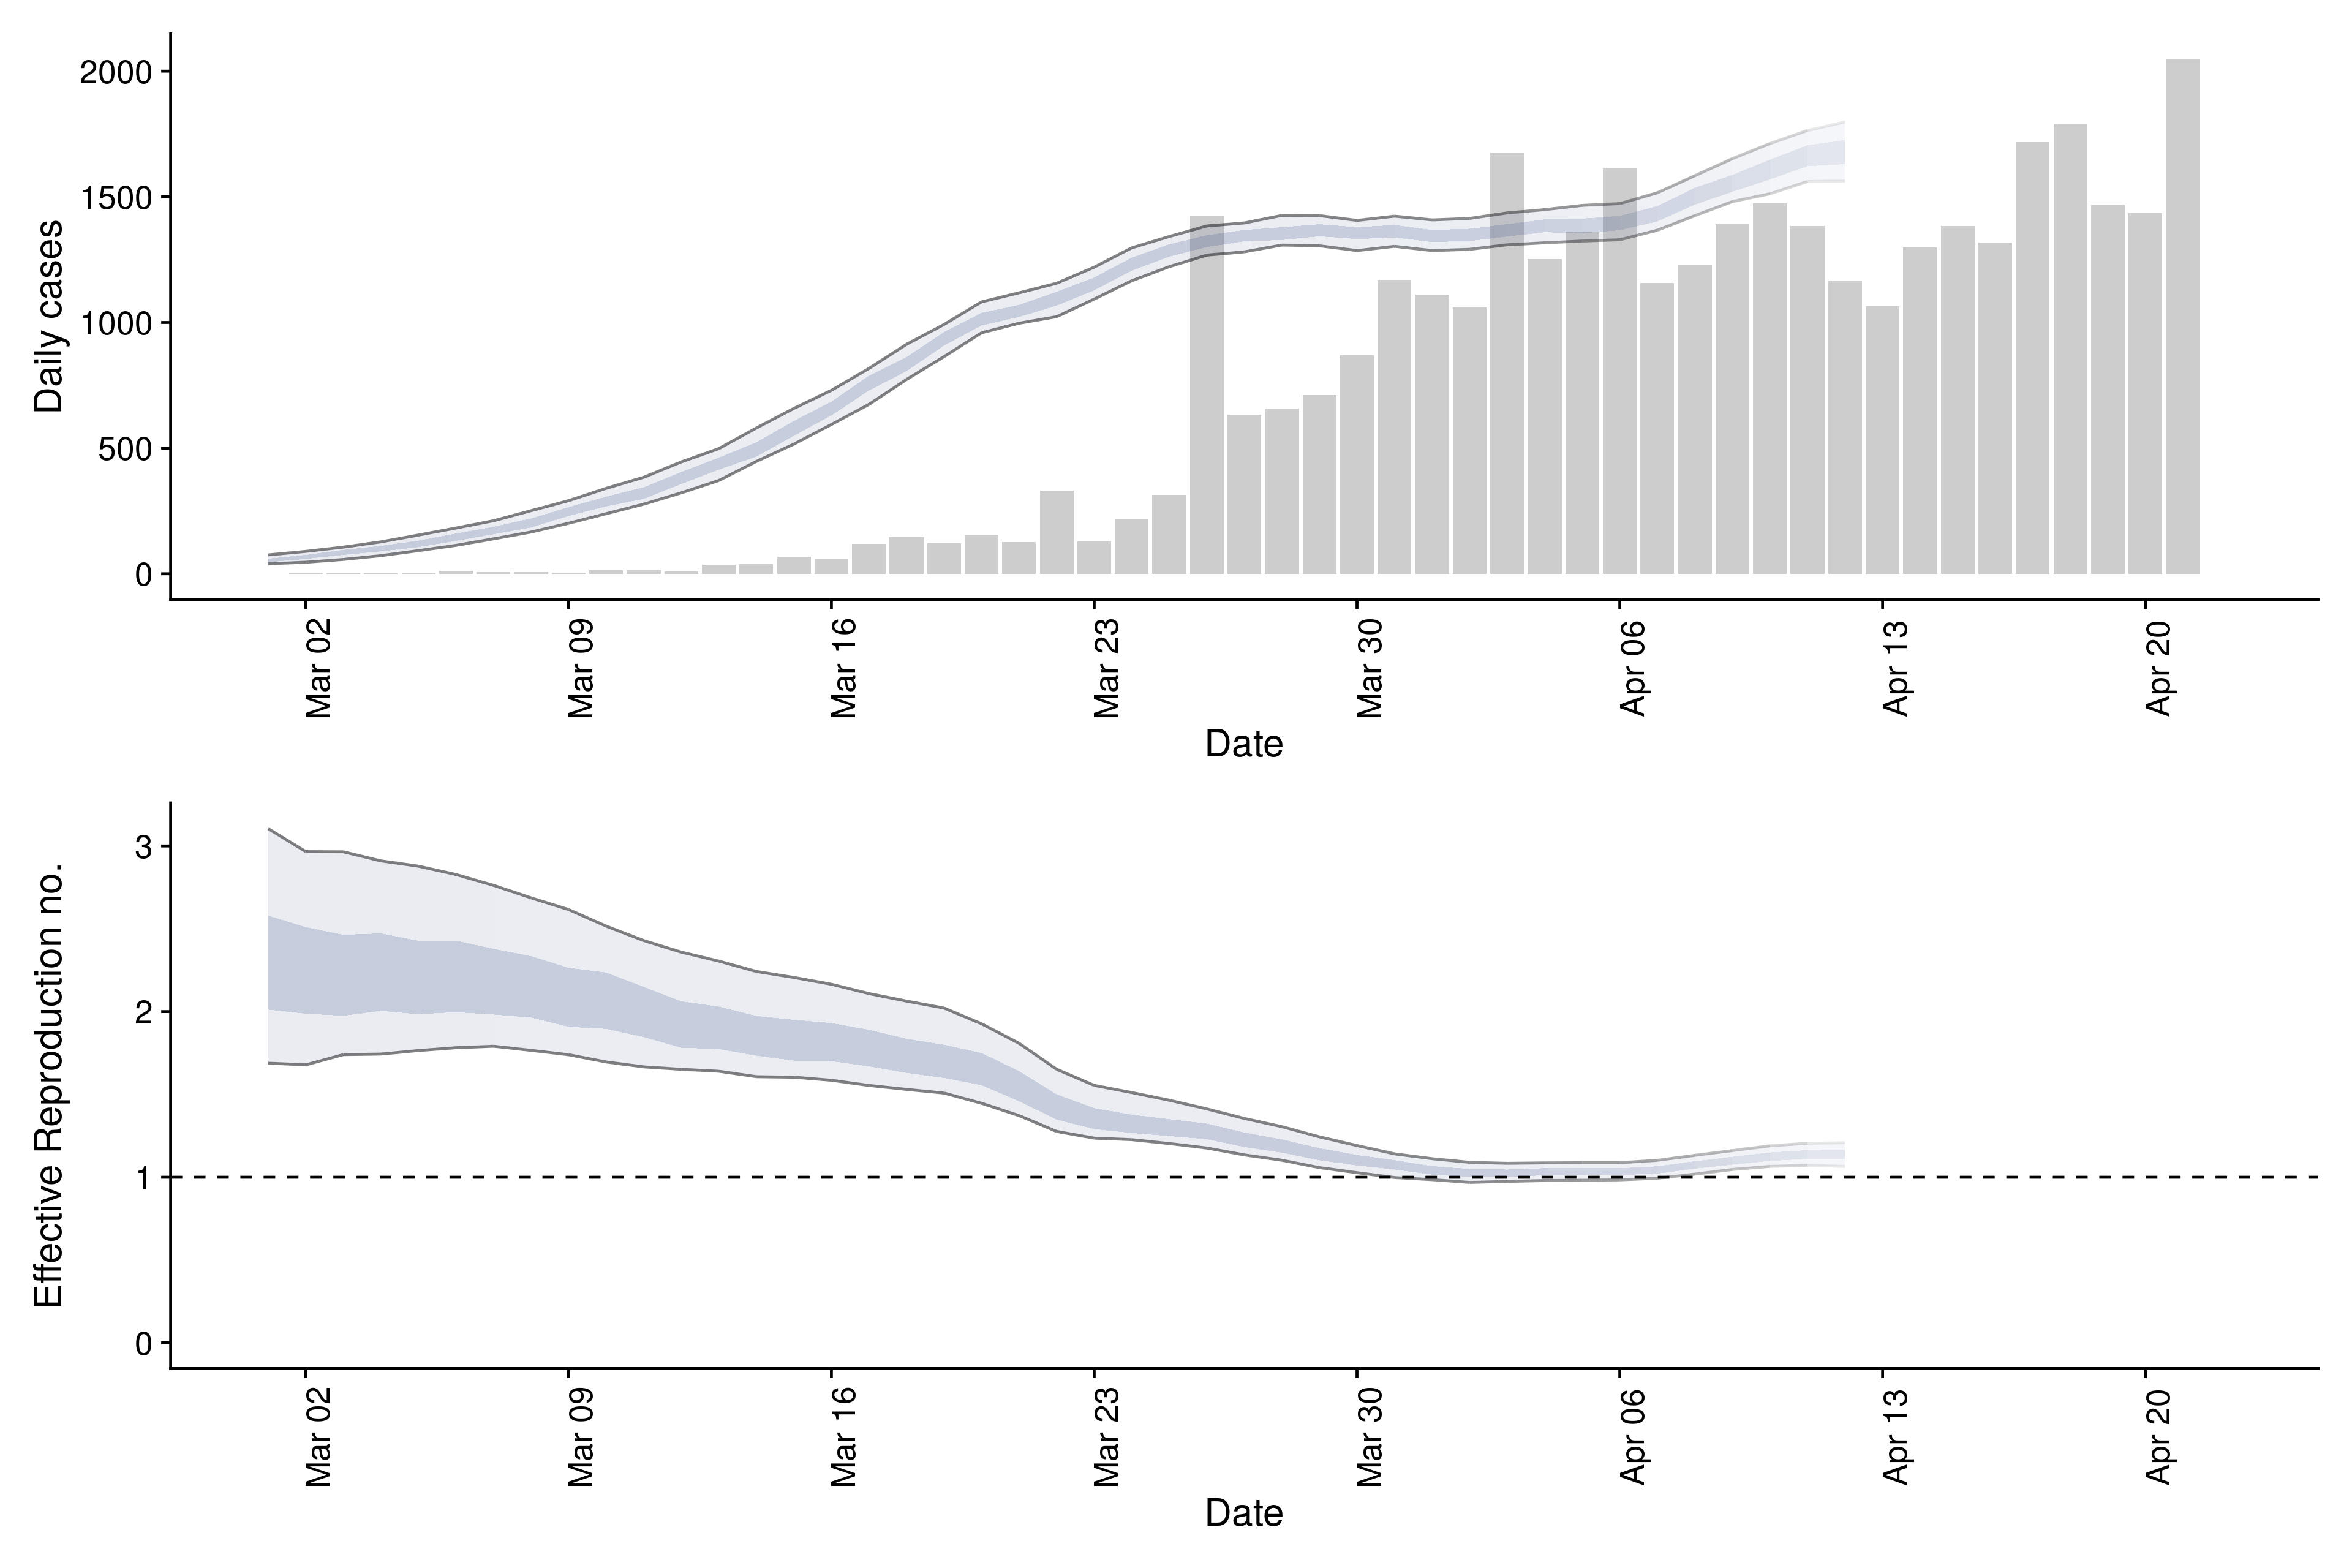 2000
1500
1000
500
0
Daily cases
Mar 02
Mar 09
Mar 16
Mar 23
Mar 30
Apr 06
Apr 13
Apr 20
Date
3
2
1
0
Effective Reproduction no.
Mar 02
Mar 09
Mar 16
Mar 23
Mar 30
Apr 06
Apr 13
Apr 20
Date